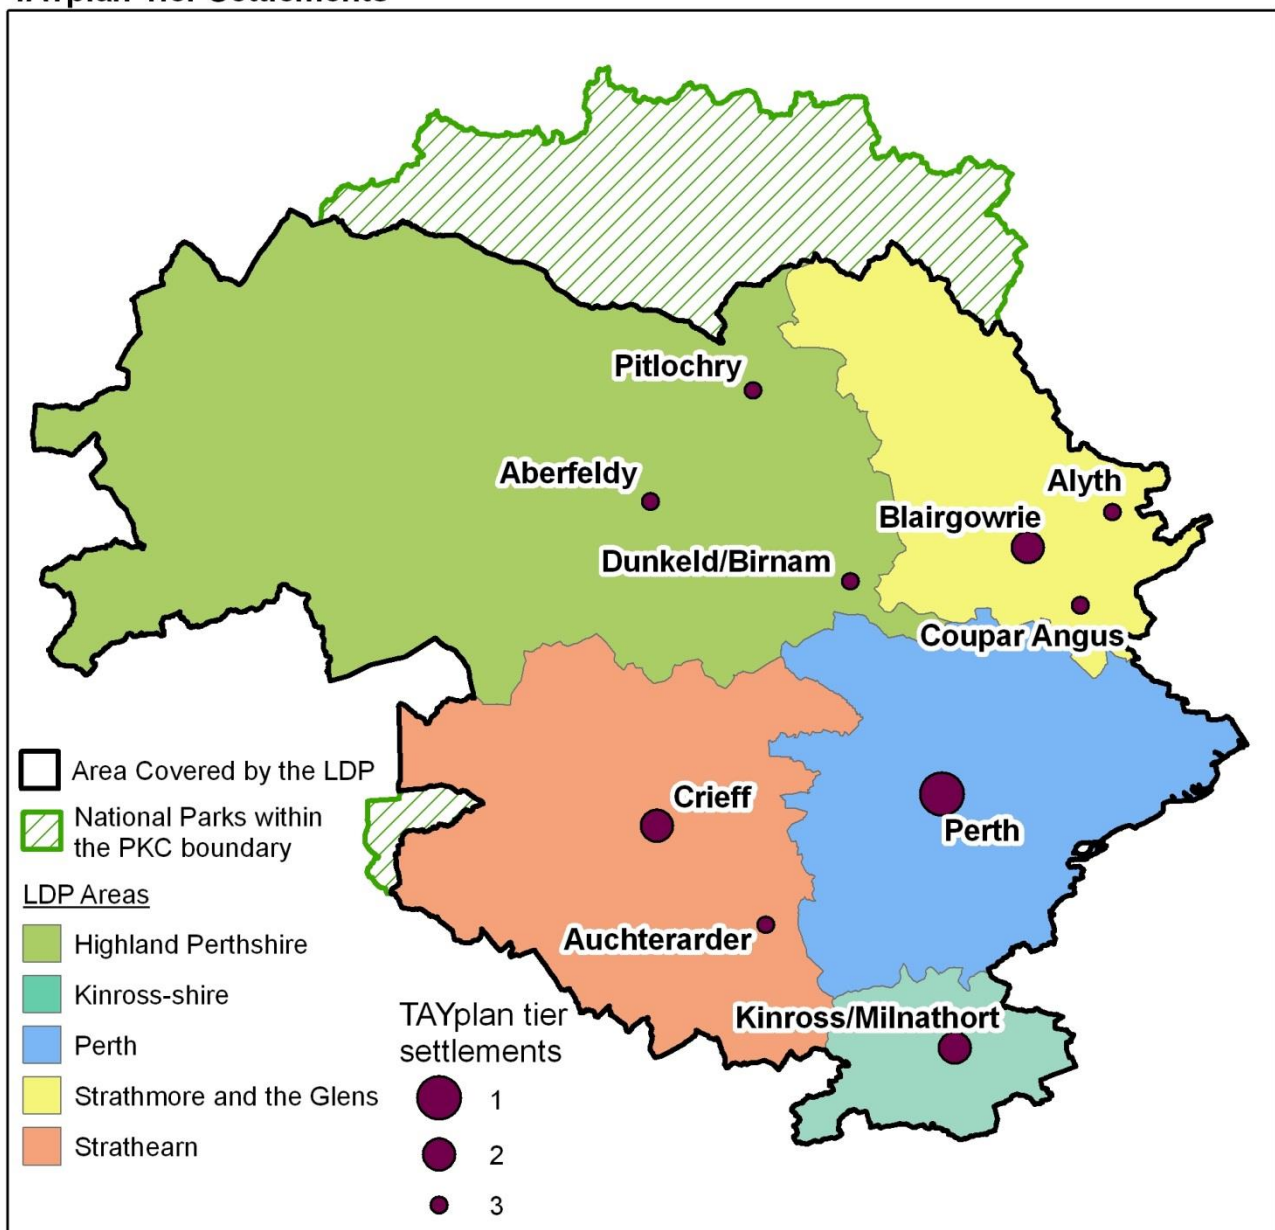 Pitlochry
Aberfeldy
Alyth
Blairgowrie
Dunkeld/Birnam
Coupar Angus
Area Covered by the LDP
National Parks within
the PKC boundary
LDP Areas
Highland Perthshire
Kinross-shire
Perth
Strathmore and the Glens
Strathearn
Crieff
Perth
Auchterarder
Kinross/Milnathort
TAYplan tier
settlements
1
2
3